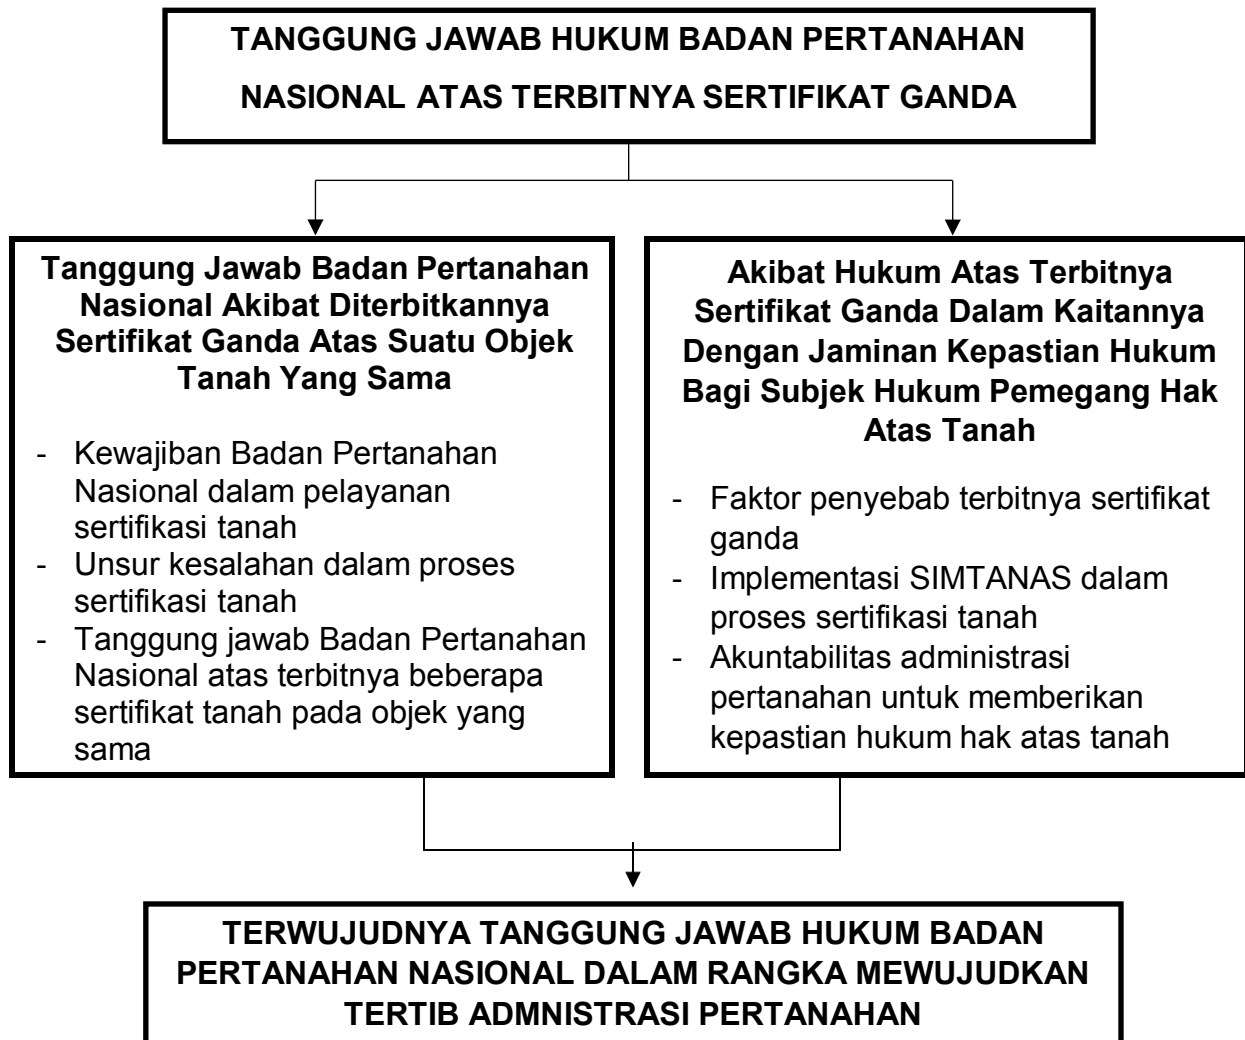 TANGGUNG JAWAB HUKUM BADAN PERTANAHAN
NASIONAL ATAS TERBITNYA SERTIFIKAT GANDA
Tanggung Jawab Badan Pertanahan
Nasional Akibat Diterbitkannya
Sertifikat Ganda Atas Suatu Objek
Tanah Yang Sama
- Kewajiban Badan Pertanahan
Nasional dalam pelayanan
sertifikasi tanah
- Unsur kesalahan dalam proses
sertifikasi tanah
- Tanggung jawab Badan Pertanahan
Nasional atas terbitnya beberapa
sertifikat tanah pada objek yang
sama
Akibat Hukum Atas Terbitnya
Sertifikat Ganda Dalam Kaitannya
Dengan Jaminan Kepastian Hukum
Bagi Subjek Hukum Pemegang Hak
Atas Tanah
- Faktor penyebab terbitnya sertifikat
ganda
- Implementasi SIMTANAS dalam
proses sertifikasi tanah
- Akuntabilitas administrasi
pertanahan untuk memberikan
kepastian hukum hak atas tanah
TERWUJUDNYA TANGGUNG JAWAB HUKUM BADAN
PERTANAHAN NASIONAL DALAM RANGKA MEWUJUDKAN
TERTIB ADMNISTRASI PERTANAHAN